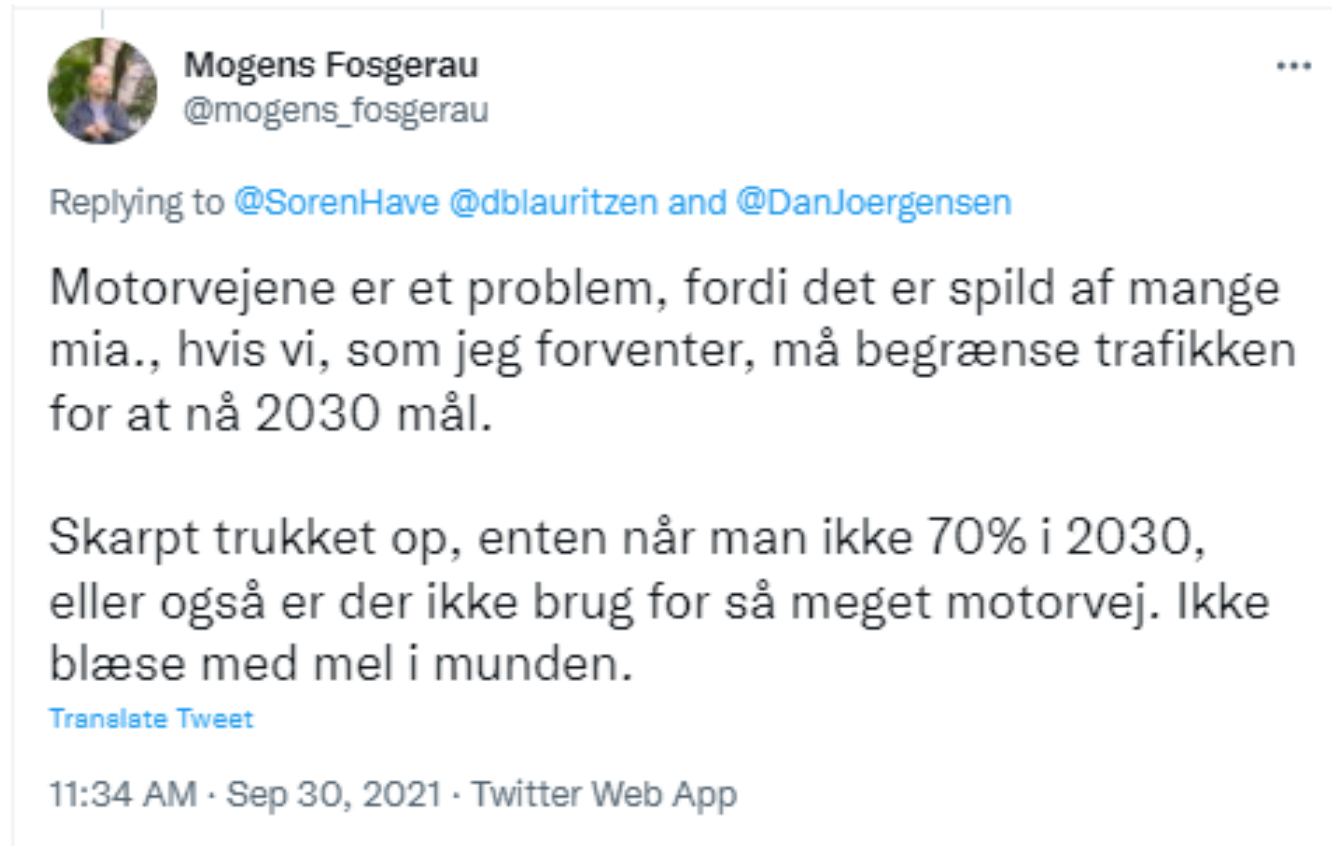 Mogens Fosgerau
@mogens_fosgerau
Replying to @SorenHave @dblauritzen and @DanJoergensen
Motorvejene er et problem, fordi det er spild af mange
mia., hvis vi, som jeg forventer, må begrænse trafikken
for at nå 2030 mål.
Skarpt trukket op, enten når man ikke 70% i 2030,
eller også er der ikke brug for så meget motorvej. Ikke
blæse med mel i munden.
Translate Tweet
11:34 AM · Sep 30, 2021 · Twitter Web App